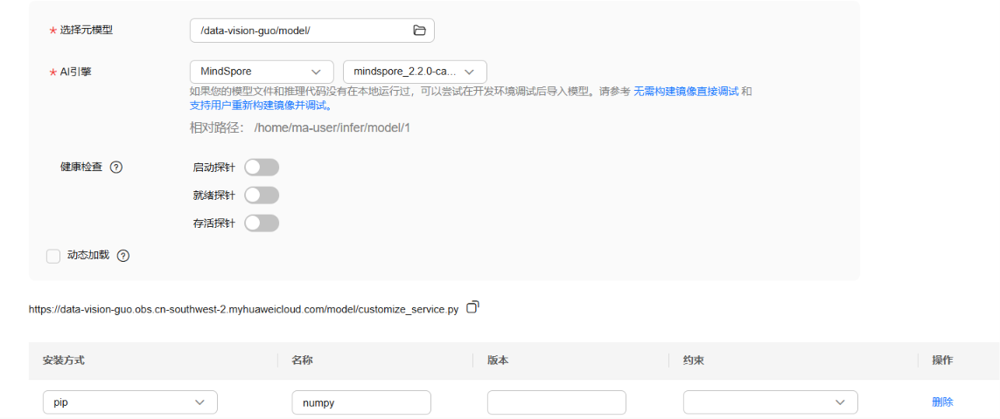 * 选择元模型
/data-vision-guo/model/
* AI引擎
MindSpore
mindspore_2.2.0-ca...
如果您的模型文件和推理代码没有在本地运行过，可以尝试在开发环境调试后导入模型。请参考 无需构建镜像直接调试 和
支持用户重新构建镜像并调试。
相对路径： /home/ma-user/infer/model/1
健康检查 ?
启动探针
就绪探针
存活探针
动态加载 ?
https://data-vision-guo.obs.cn-southwest-2.myhuaweicloud.com/model/customize_service.py
安装方式 名称 版本 约束 操作
pip numpy 删除